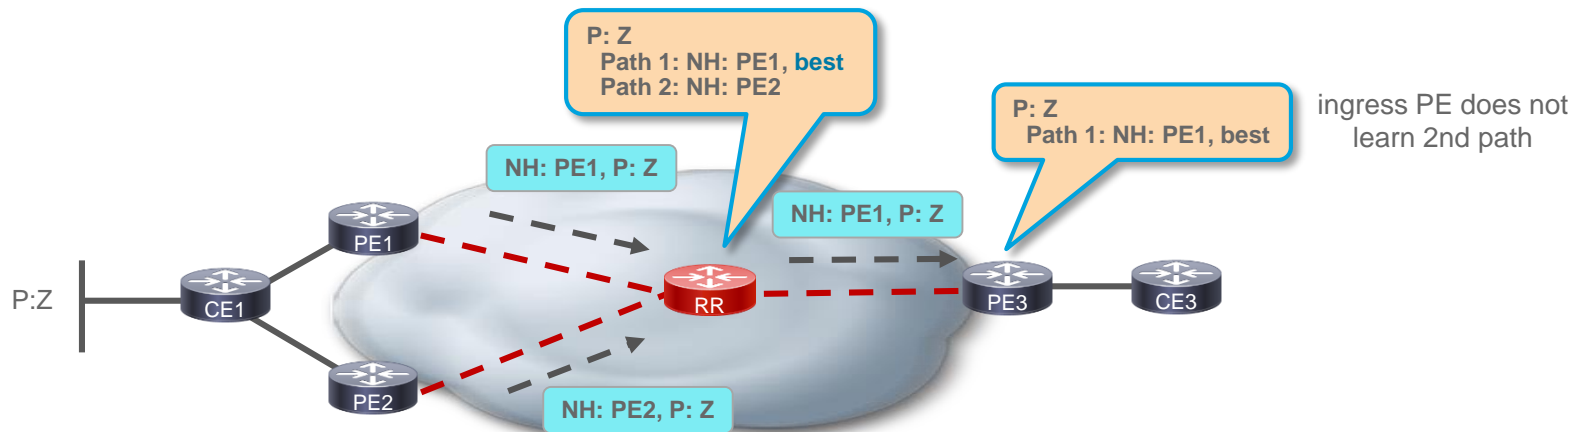 P: Z
Path 1: NH: PE1, best
Path 2: NH: PE2
P: Z
Path 1: NH: PE1, best
ingress PE does not
learn 2nd path
NH: PE1, P: Z
NH: PE1, P: Z
PE1
P:Z
CE1
RR
PE3
CE3
PE2
NH: PE2, P: Z